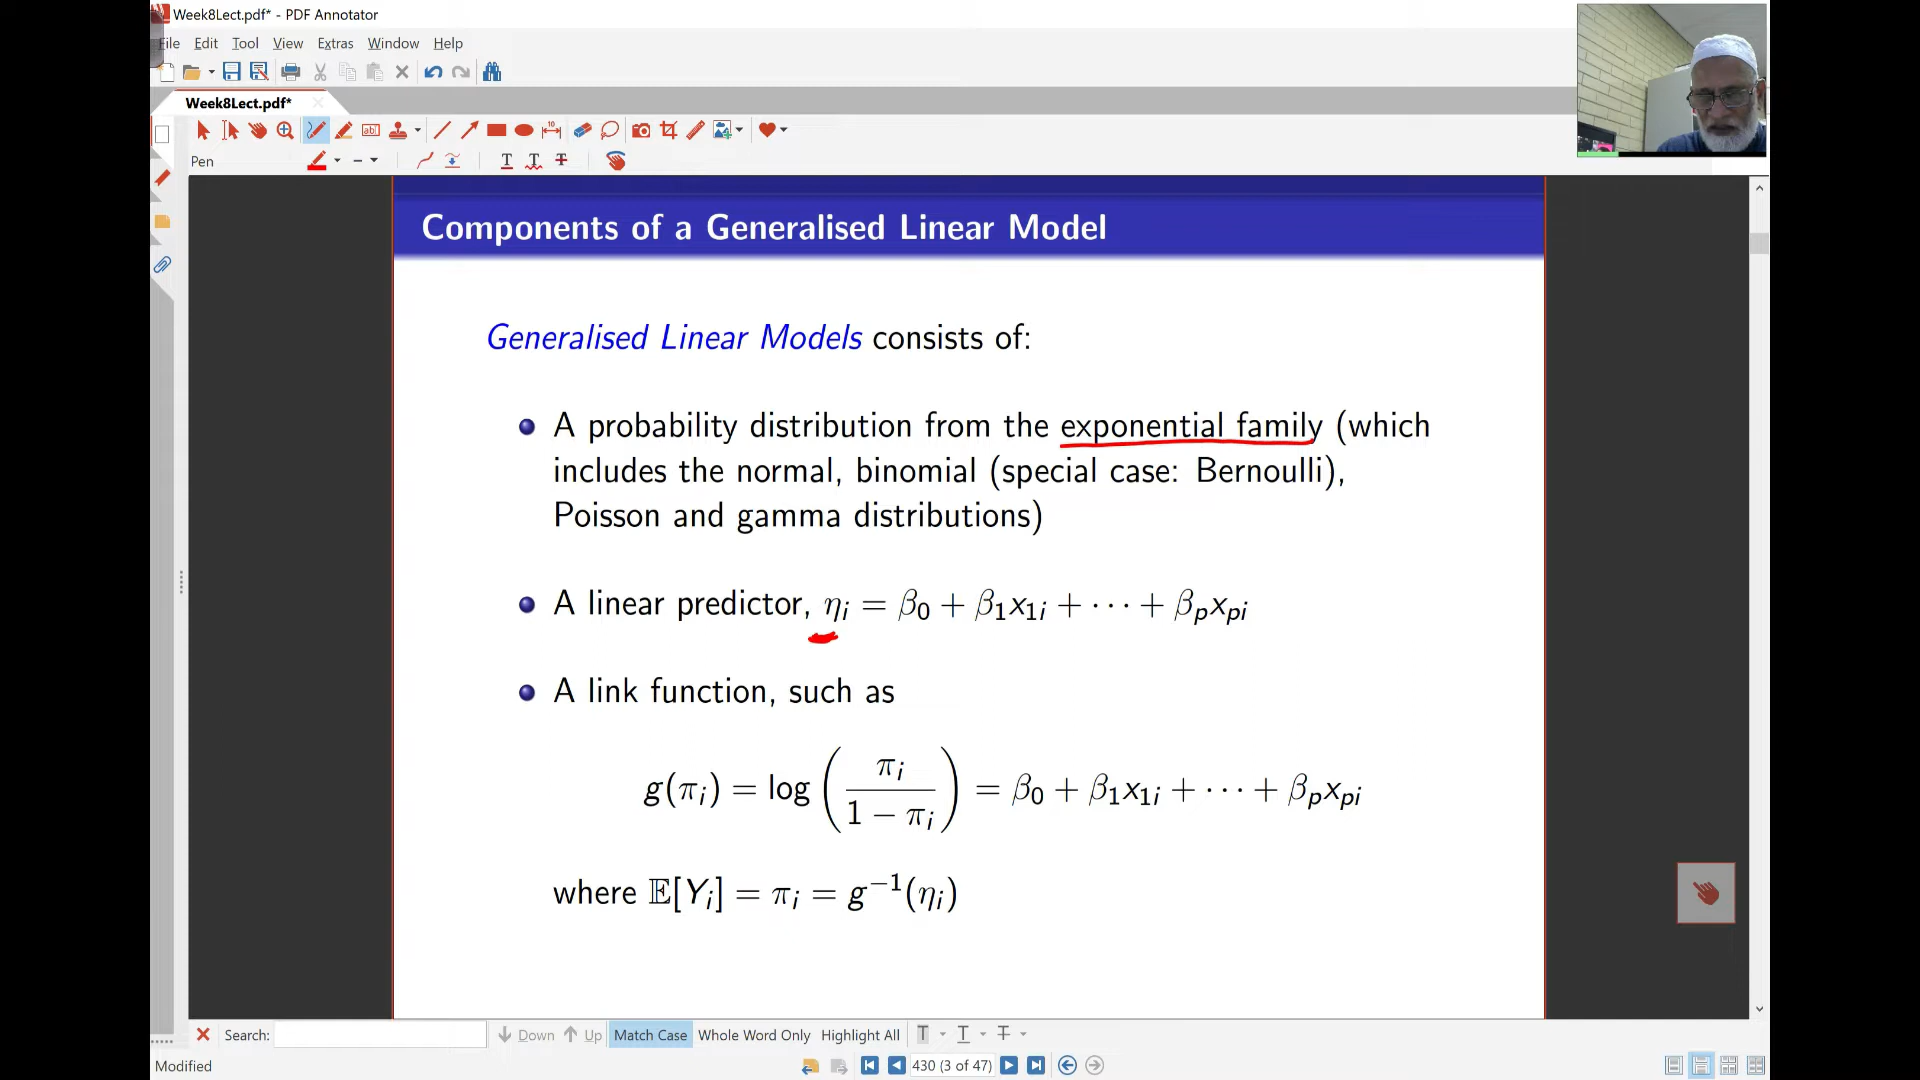 Week8Lect.pdf* - PDF Annotator
File Edit Tool View Extras Window Help
Week8Lect.pdf*
Pen
Components of a Generalised Linear Model
Generalised Linear Models consists of:
A probability distribution from the exponential family (which
includes the normal, binomial (special case: Bernoulli),
Poisson and gamma distributions)
A linear predictor, ηᵢ = β₀ + β₁x₁ᵢ + ··· + βₚxₚᵢ
A link function, such as
g(πᵢ) = log(πᵢ / (1 − πᵢ)) = β₀ + β₁x₁ᵢ + ··· + βₚxₚᵢ
where 𝔼[Yᵢ] = πᵢ = g⁻¹(ηᵢ)
Search: Down Up Match Case Whole Word Only Highlight All
Modified 430 (3 of 47)